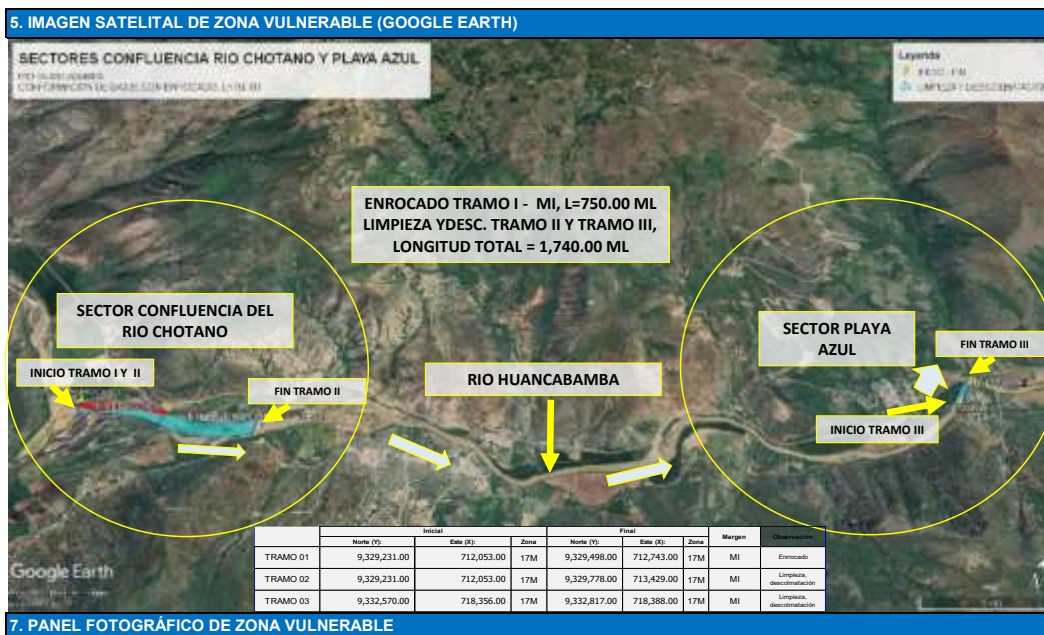 5. IMAGEN SATELITAL DE ZONA VULNERABLE (GOOGLE EARTH)
SECTORES CONFLUENCIA RIO CHOTANO Y PLAYA AZUL
Leyenda
ENROCADO TRAMO I - MI, L=750.00 ML
LIMPIEZA YDESC. TRAMO II Y TRAMO III,
LONGITUD TOTAL = 1,740.00 ML
SECTOR CONFLUENCIA DEL
RIO CHOTANO
SECTOR PLAYA
AZUL
FIN TRAMO III
INICIO TRAMO I Y II
FIN TRAMO II
RIO HUANCABAMBA
INICIO TRAMO III
Inicial Final Margen Observación
Norte (Y): Este (X): Zona Norte (Y): Este (X): Zona
TRAMO 01 9,329,231.00 712,053.00 17M 9,329,498.00 712,743.00 17M MI Enrrocado
TRAMO 02 9,329,231.00 712,053.00 17M 9,329,778.00 713,429.00 17M MI Limpieza, descolmatación
TRAMO 03 9,332,570.00 718,356.00 17M 9,332,817.00 718,388.00 17M MI Limpieza, descolmatación
Google Earth
7. PANEL FOTOGRÁFICO DE ZONA VULNERABLE